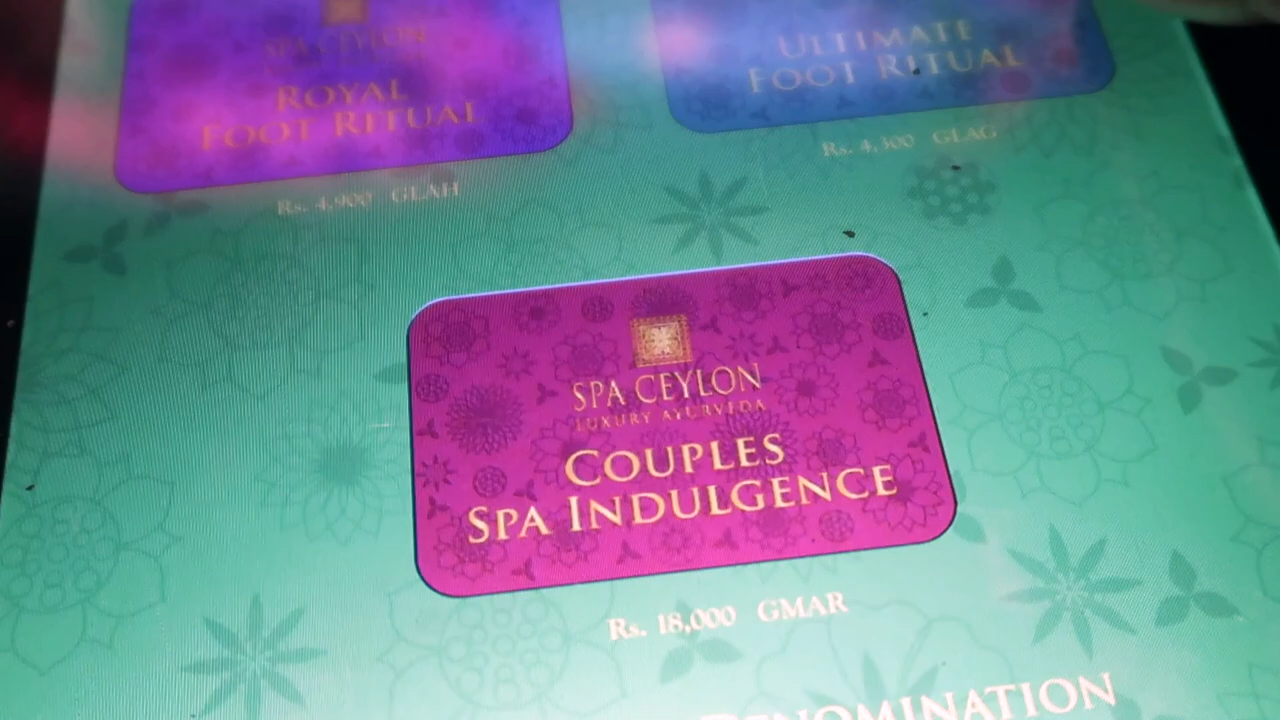 SPA CEYLON
ROYAL
FOOT RITUAL
Rs. 4,900 GLAH
ULTIMATE
FOOT RITUAL
Rs. 4,300 GLAG
SPA CEYLON
LUXURY AYURVEDA
COUPLES
SPA INDULGENCE
Rs. 18,000 GMAR
DENOMINATION